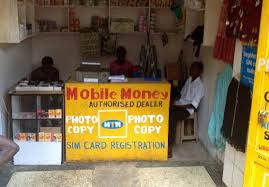 Mobile Money
AUTHORISED DEALER
PHOTO COPY
MTN
PHOTO COPY
SIM CARD REGISTRATION